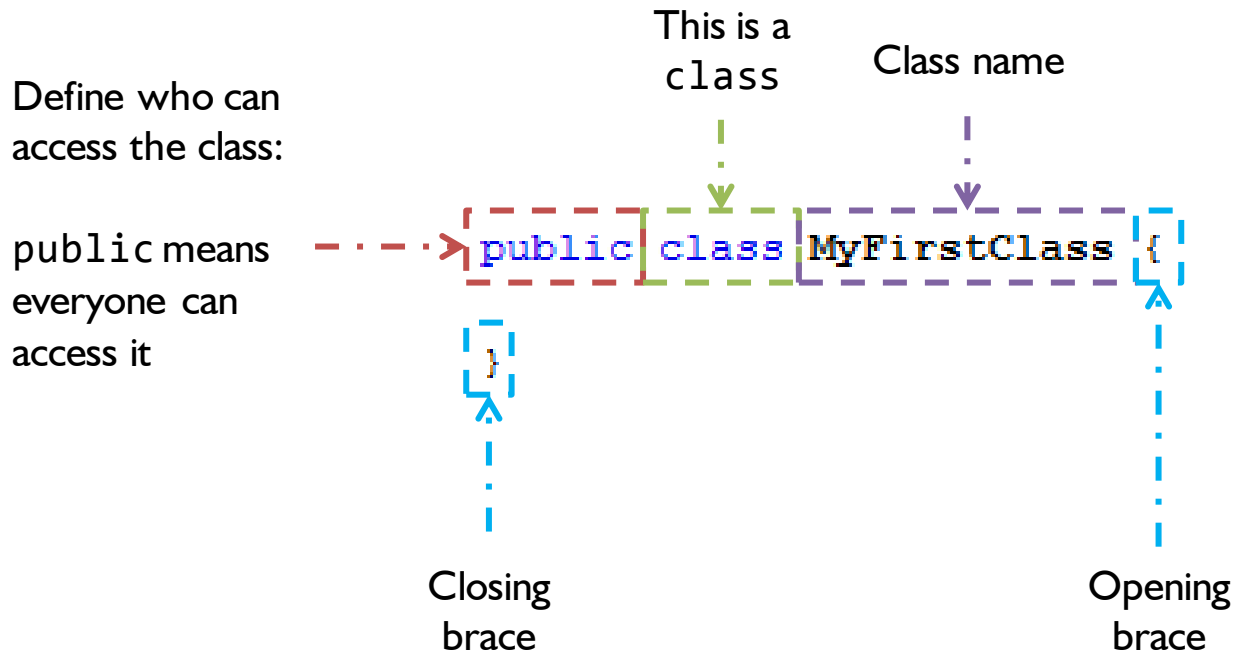 This is a
class
Class name
Define who can
access the class:
public means
everyone can
access it
public class MyFirstClass {
}
Closing
brace
Opening
brace